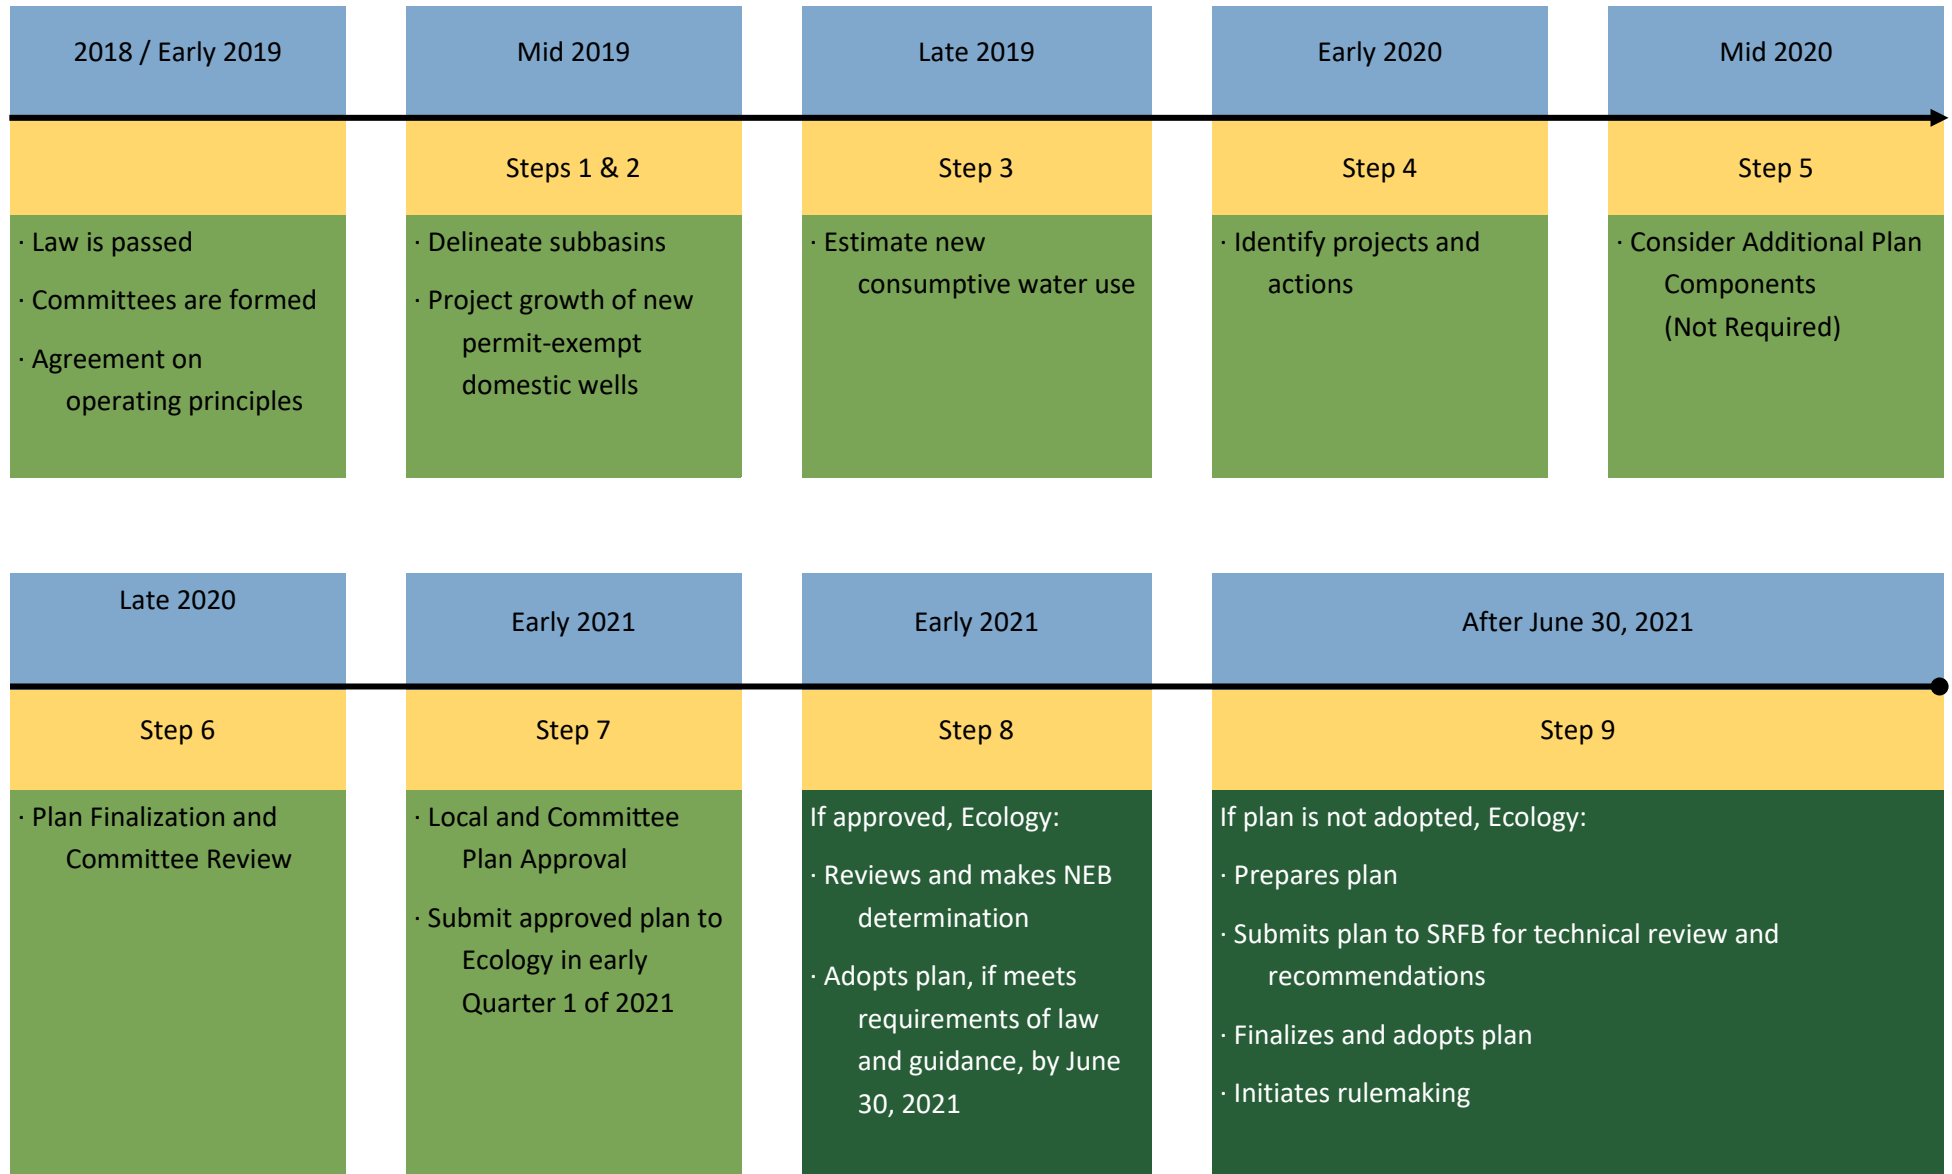 2018 / Early 2019
Mid 2019
Late 2019
Early 2020
Mid 2020
Steps 1 & 2
Step 3
Step 4
Step 5
· Law is passed
· Committees are formed
· Agreement on
operating principles
· Delineate subbasins
· Project growth of new
permit-exempt
domestic wells
· Estimate new
consumptive water use
· Identify projects and
actions
· Consider Additional Plan
Components
(Not Required)
Late 2020
Early 2021
Early 2021
After June 30, 2021
Step 6
Step 7
Step 8
Step 9
· Plan Finalization and
Committee Review
· Local and Committee
Plan Approval
· Submit approved plan to
Ecology in early
Quarter 1 of 2021
If approved, Ecology:
· Reviews and makes NEB
determination
· Adopts plan, if meets
requirements of law
and guidance, by June
30, 2021
If plan is not adopted, Ecology:
· Prepares plan
· Submits plan to SRFB for technical review and
recommendations
· Finalizes and adopts plan
· Initiates rulemaking